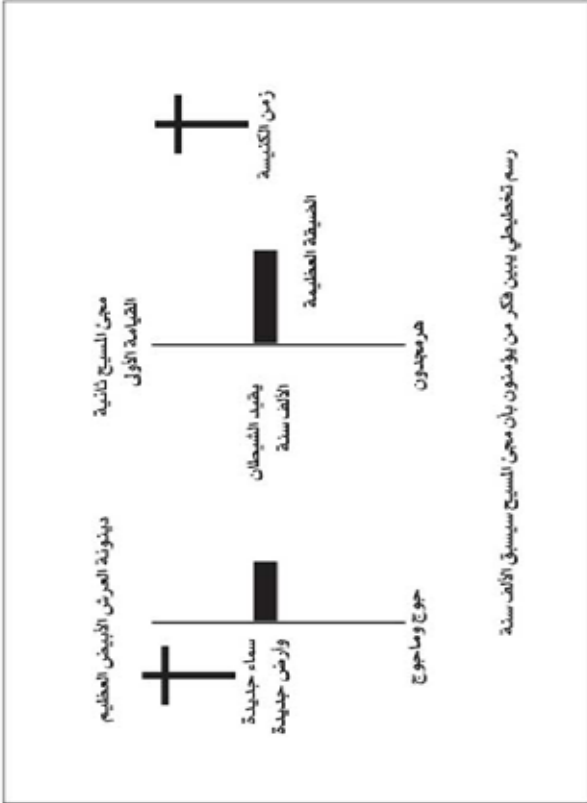 زمن الكنيسة
الضيقة العظيمة
مجئ المسيح ثانية
القيامة الأولى
هرمجدون
يقيد الشيطان
الألف سنة
دينونة العرش الأبيض العظيم
جوج وماجوج
سماء جديدة
وأرض جديدة
رسم تخطيطي يبين فكر من يؤمنون بأن مجئ المسيح سيسبق الألف سنة